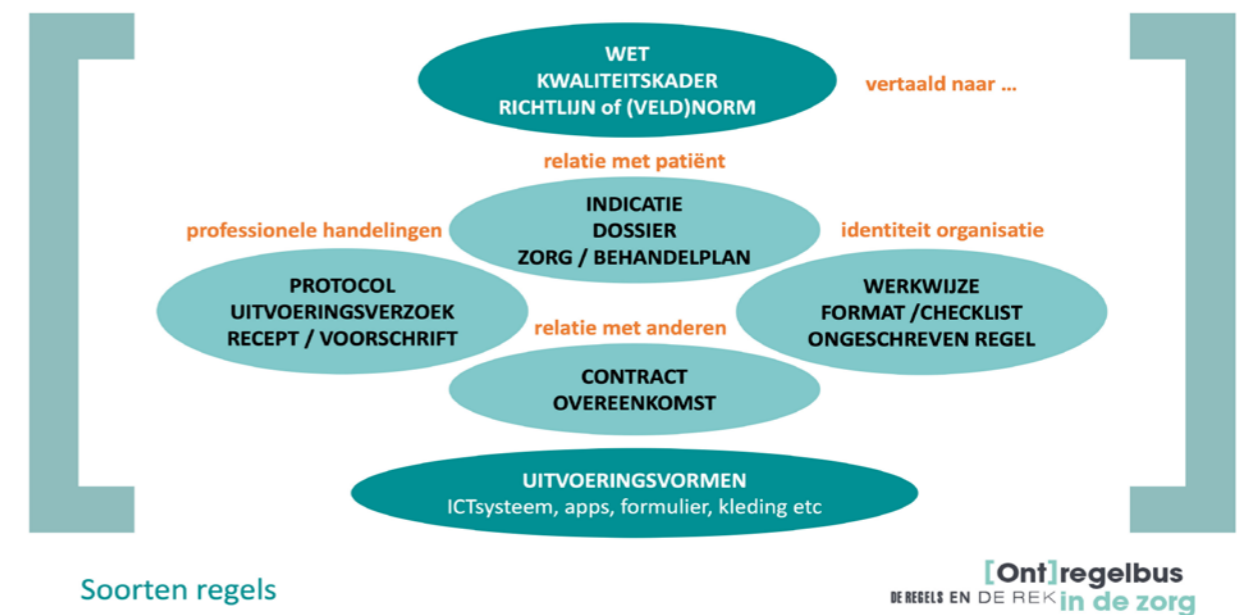 WET
KWALITEITSKADER
RICHTLIJN of (VELD)NORM
vertaald naar ...
relatie met patiënt
INDICATIE
DOSSIER
ZORG / BEHANDELPLAN
professionele handelingen
PROTOCOL
UITVOERINGSVERZOEK
RECEPT / VOORSCHRIFT
identiteit organisatie
WERKWIJZE
FORMAT /CHECKLIST
ONGESCHREVEN REGEL
relatie met anderen
CONTRACT
OVEREENKOMST
UITVOERINGSVORMEN
ICTsysteem, apps, formulier, kleding etc
Soorten regels
[Ont]regelbus
DE REGELS EN DE REK in de zorg